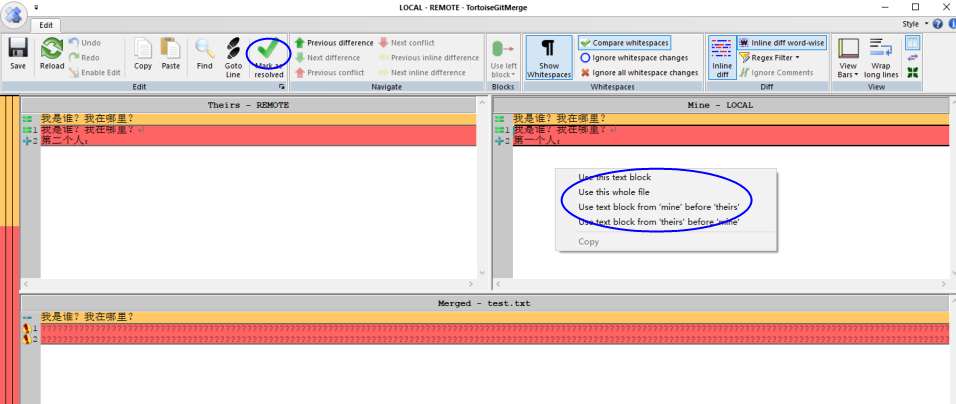 LOCAL - REMOTE - TortoiseGitMerge
Edit
Style
Save
Reload
Undo
Redo
Enable Edit
Copy
Paste
Find
Goto Line
Mark as resolved
Previous difference
Next difference
Previous conflict
Next conflict
Previous inline difference
Next inline difference
Use left block
Show Whitespaces
Compare whitespaces
Ignore whitespace changes
Ignore all whitespace changes
Inline diff
Inline diff word-wise
Regex Filter
Ignore Comments
View Bars
Wrap long lines
Edit
Navigate
Blocks
Whitespaces
Diff
View
Theirs - REMOTE
我是谁？我在哪里？
1 我是谁？我在哪里？
2 第二个人：
Mine - LOCAL
我是谁？我在哪里？
1 我是谁？我在哪里？
2 第一个人：
Use this text block
Use this whole file
Use text block from 'mine' before 'theirs'
Use text block from 'theirs' before 'mine'
Copy
Merged - test.txt
我是谁？我在哪里？
1
2